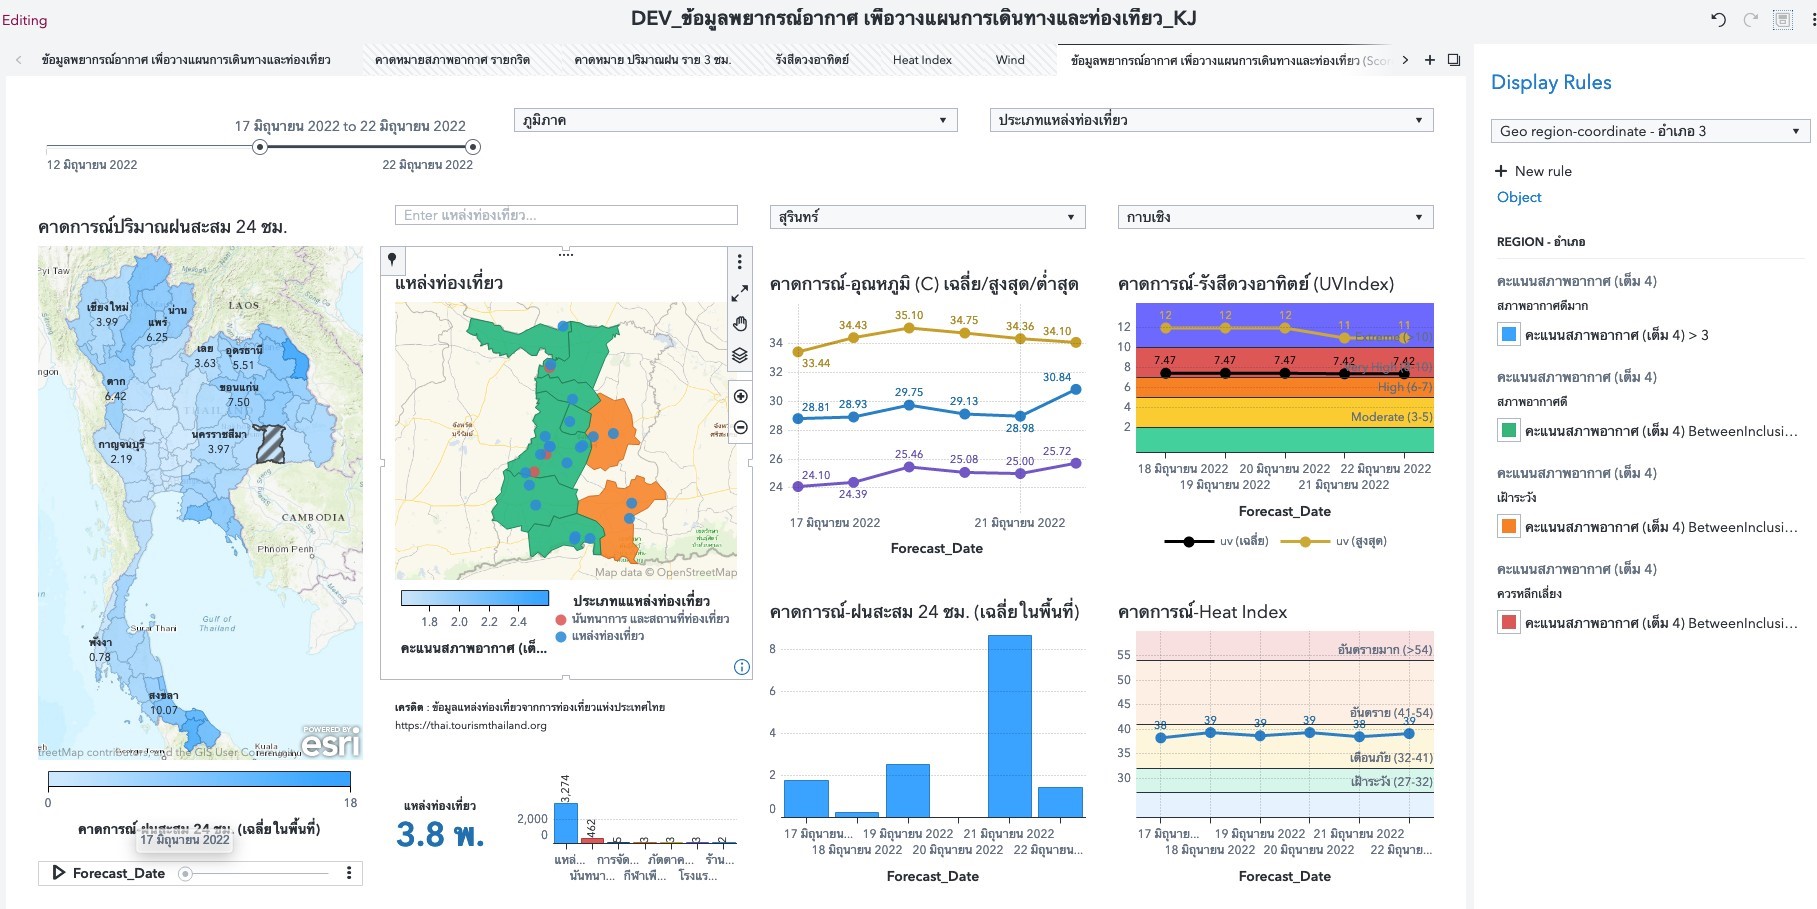 Editing
DEV_ข้อมูลพยากรณ์อากาศ เพื่อวางแผนการเดินทางและท่องเที่ยว_KJ
ข้อมูลพยากรณ์อากาศ เพื่อวางแผนการเดินทางและท่องเที่ยว
คาดหมายสภาพอากาศ รายกริด
คาดหมาย ปริมาณฝน ราย 3 ชม.
รังสีดวงอาทิตย์
Heat Index
Wind
ข้อมูลพยากรณ์อากาศ เพื่อวางแผนการเดินทางและท่องเที่ยว (Scor
17 มิถุนายน 2022 to 22 มิถุนายน 2022
12 มิถุนายน 2022
22 มิถุนายน 2022
ภูมิภาค
ประเภทแหล่งท่องเที่ยว
Enter แหล่งท่องเที่ยว...
สุรินทร์
กาบเชิง
คาดการณ์ปริมาณฝนสะสม 24 ชม.
pyi Taw
LAOS
เชียงใหม่
3.99
น่าน
แพร่
6.25
เลย
3.63
อุดรธานี
5.51
ngon
ตาก
6.42
ขอนแก่น
7.50
THAILAND
กาญจนบุรี
2.19
นครราชสีมา
3.97
CAMBODIA
Phnom Penh
Gulf of
Thailand
Surat Thani
พังงา
0.78
สงขลา
10.07
POWERED BY
esri
Kuala
Terengganu
reetMap contributors, and the GIS User Co
0
18
คาดการณ์-ฝนสะสม 24 ชม. (เฉลี่ยในพื้นที่)
17 มิถุนายน 2022
Forecast_Date
แหล่งท่องเที่ยว
จังหวัด
บุรีรัมย์
จังหวัด
Map data © OpenStreetMap
1.8
2.0
2.2
2.4
คะแนนสภาพอากาศ (เต็...
ประเภทแแหล่งท่องเที่ยว
นันทนาการ และสถานที่ท่องเที่ยว
แหล่งท่องเที่ยว
เครดิต : ข้อมูลแหล่งท่องเที่ยวจากการท่องเที่ยวแห่งประเทศไทย
https://thai.tourismthailand.org
แหล่งท่องเที่ยว
3.8 พ.
2,000
0
3,274
462
5
3
3
3
2
แหล่...
การจัด...
ภัตตาค...
ร้าน...
นันทนา...
กีฬาเพื่...
โรงแร...
คาดการณ์-อุณหภูมิ (C) เฉลี่ย/สูงสุด/ต่ำสุด
34
32
30
28
26
24
33.44
34.43
35.10
34.75
34.36
34.10
28.81
28.93
29.75
29.13
28.98
30.84
24.10
24.39
25.46
25.08
25.00
25.72
17 มิถุนายน 2022
21 มิถุนายน 2022
Forecast_Date
คาดการณ์-รังสีดวงอาทิตย์ (UVIndex)
12
10
8
6
4
2
12
12
12
11
11
Extreme (>10)
7.47
7.47
7.47
7.42
7.42
Very High (8-10)
High (6-7)
Moderate (3-5)
18 มิถุนายน 2022
20 มิถุนายน 2022
22 มิถุนายน 2022
19 มิถุนายน 2022
21 มิถุนายน 2022
Forecast_Date
uv (เฉลี่ย)
uv (สูงสุด)
คาดการณ์-ฝนสะสม 24 ชม. (เฉลี่ยในพื้นที่)
8
6
4
2
0
17 มิถุนายน...
19 มิถุนายน 2022
21 มิถุนายน 2022
18 มิถุนายน 2022
20 มิถุนายน 2022
22 มิถุนายน...
Forecast_Date
คาดการณ์-Heat Index
55
50
45
40
35
30
อันตรายมาก (>54)
อันตราย (41-54)
38
39
39
39
38
39
เตือนภัย (32-41)
เฝ้าระวัง (27-32)
17 มิถุนาย...
19 มิถุนายน 2022
21 มิถุนายน 2022
18 มิถุนายน 2022
20 มิถุนายน 2022
22 มิถุนาย...
Forecast_Date
Display Rules
Geo region-coordinate - อำเภอ 3
New rule
Object
REGION - อำเภอ
คะแนนสภาพอากาศ (เต็ม 4)
สภาพอากาศดีมาก
คะแนนสภาพอากาศ (เต็ม 4) > 3
คะแนนสภาพอากาศ (เต็ม 4)
สภาพอากาศดี
คะแนนสภาพอากาศ (เต็ม 4) BetweenInclusi...
คะแนนสภาพอากาศ (เต็ม 4)
เฝ้าระวัง
คะแนนสภาพอากาศ (เต็ม 4) BetweenInclusi...
คะแนนสภาพอากาศ (เต็ม 4)
ควรหลีกเลี่ยง
คะแนนสภาพอากาศ (เต็ม 4) BetweenInclusi...